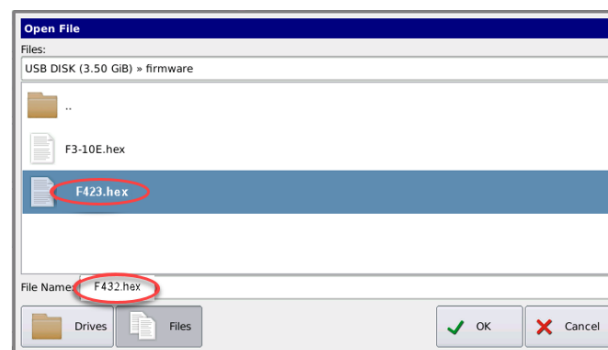 Open File
Files:
USB DISK (3.50 GiB) » firmware
..
F3-10E.hex
F423.hex
File Name: F432.hex
Drives Files OK Cancel